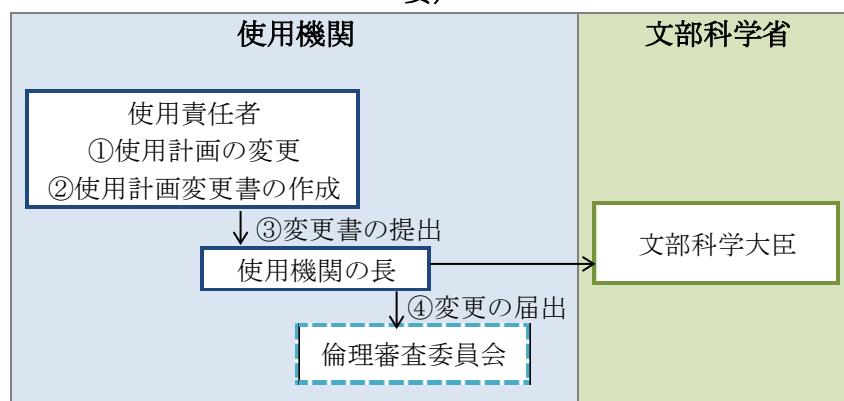 使用機関
文部科学省
使用責任者
①使用計画の変更
②使用計画変更書の作成
③変更書の提出
使用機関の長
文部科学大臣
④変更の届出
倫理審査委員会